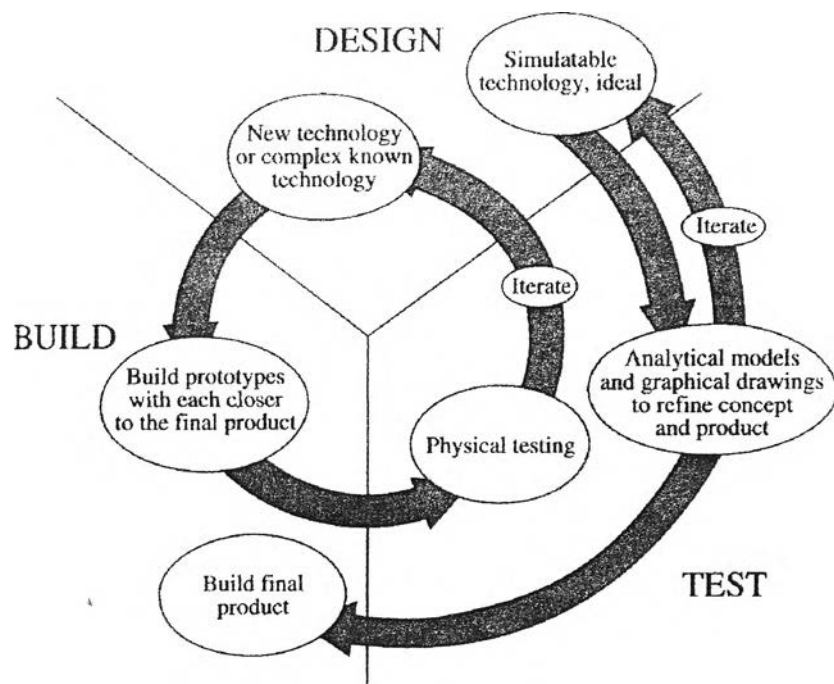 DESIGN
Simulatable
technology, ideal
New technology
or complex known
technology
Iterate
Iterate
BUILD
Build prototypes
with each closer
to the final product
Analytical models
and graphical drawings
to refine concept
and product
Physical testing
Build final
product
TEST